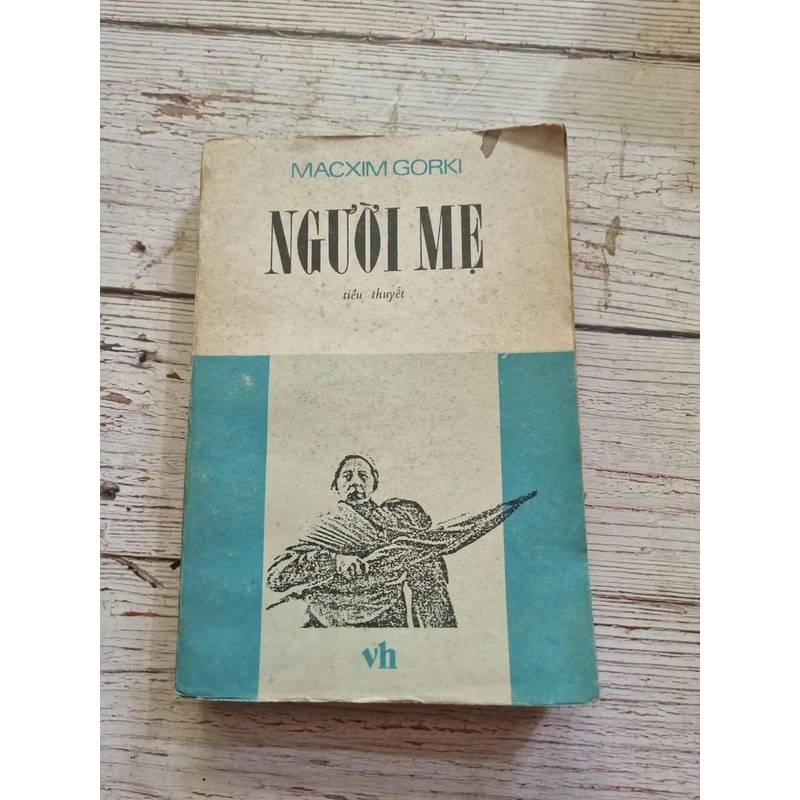 MACXIM GORKI
NGƯỜI MẸ
tiểu thuyết
vh